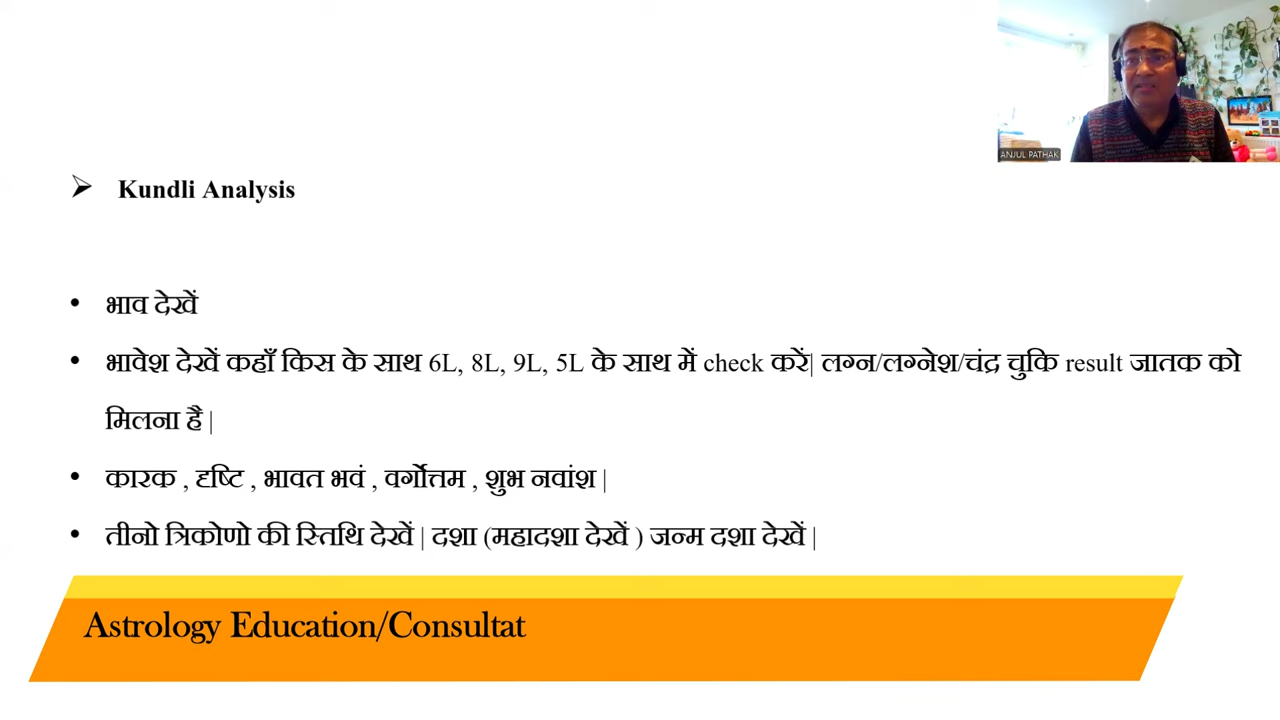 ANJUL PATHAK
Kundli Analysis
भाव देखें
भावेश देखें कहाँ किस के साथ 6L, 8L, 9L, 5L के साथ में check करें| लग्न/लग्नेश/चंद्र चुकि result जातक को
मिलना हैं |
कारक , दृष्टि , भावत भवं , वर्गोत्तम , शुभ नवांश |
तीनो त्रिकोणो की स्तिथि देखें | दशा (महादशा देखें ) जन्म दशा देखें |
Astrology Education/Consultat